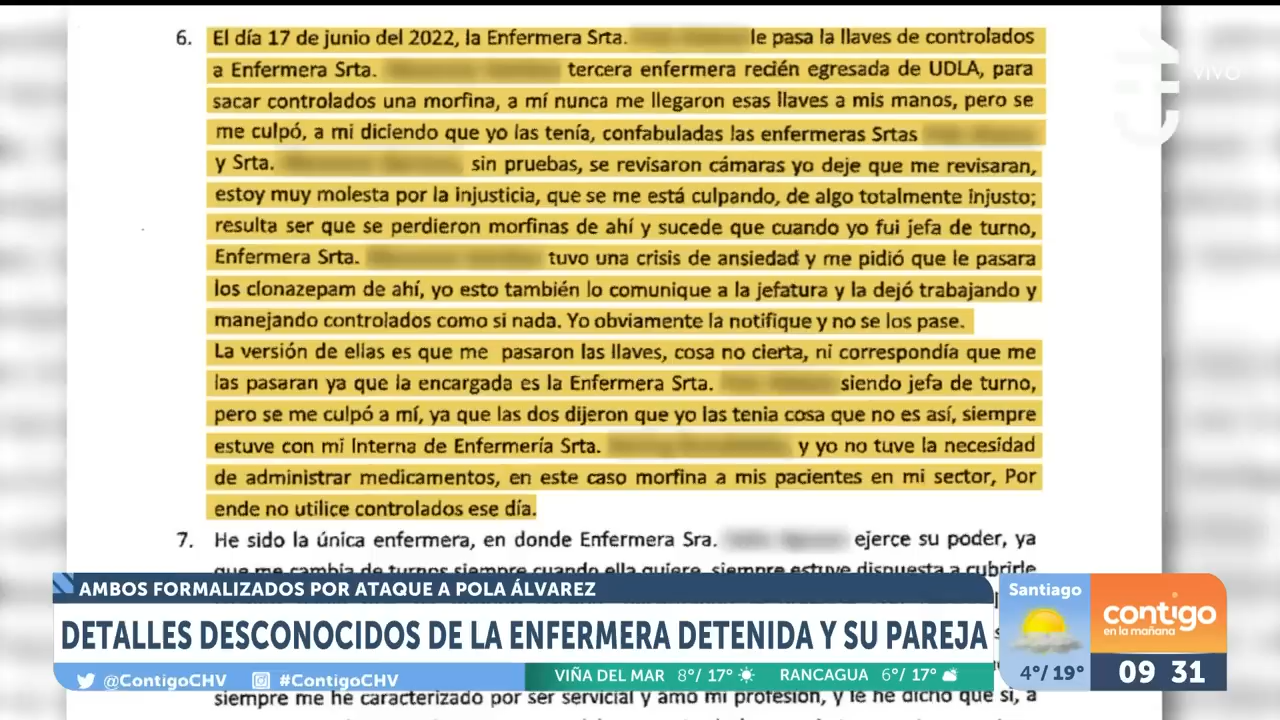 6. El día 17 de junio del 2022, la Enfermera Srta. le pasa la llaves de controlados
a Enfermera Srta. tercera enfermera recién egresada de UDLA, para
sacar controlados una morfina, a mí nunca me llegaron esas llaves a mis manos, pero se
me culpó, a mi diciendo que yo las tenía, confabuladas las enfermeras Srtas
y Srta. sin pruebas, se revisaron cámaras yo deje que me revisaran,
estoy muy molesta por la injusticia, que se me está culpando, de algo totalmente injusto;
resulta ser que se perdieron morfinas de ahí y sucede que cuando yo fui jefa de turno,
Enfermera Srta. tuvo una crisis de ansiedad y me pidió que le pasara
los clonazepam de ahí, yo esto también lo comunique a la jefatura y la dejó trabajando y
manejando controlados como si nada. Yo obviamente la notifique y no se los pase.
La versión de ellas es que me pasaron las llaves, cosa no cierta, ni correspondía que me
las pasaran ya que la encargada es la Enfermera Srta. siendo jefa de turno,
pero se me culpó a mí, ya que las dos dijeron que yo las tenia cosa que no es así, siempre
estuve con mi Interna de Enfermería Srta. y yo no tuve la necesidad
de administrar medicamentos, en este caso morfina a mis pacientes en mi sector, Por
ende no utilice controlados ese día.
7. He sido la única enfermera, en donde Enfermera Sra. ejerce su poder, ya
que me cambia de turnos siempre cuando ella quiere, siempre estuve dispuesta a cubrirle
CHV VIVO
AMBOS FORMALIZADOS POR ATAQUE A POLA ÁLVAREZ
DETALLES DESCONOCIDOS DE LA ENFERMERA DETENIDA Y SU PAREJA
@ContigoCHV #ContigoCHV
VIÑA DEL MAR 8°/ 17° RANCAGUA 6°/ 17°
Santiago
4°/ 19°
contigo
en la mañana
09 31
siempre me he caracterizado por ser servicial y amo mi profesión, y le he dicho que si, a